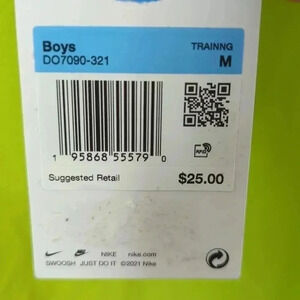 Boys TRAINNG
DO7090-321 M
1 95868 55579 0
RFID
Suggested Retail $25.00
NIKE nike.com
SWOOSH JUST DO IT ©2021 Nike